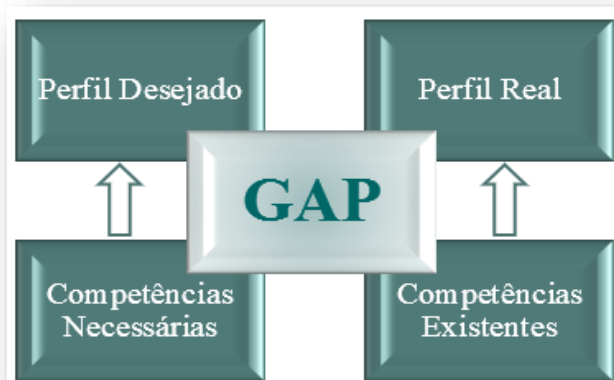 Perfil Desejado
Perfil Real
GAP
Competências
Necessárias
Competências
Existentes